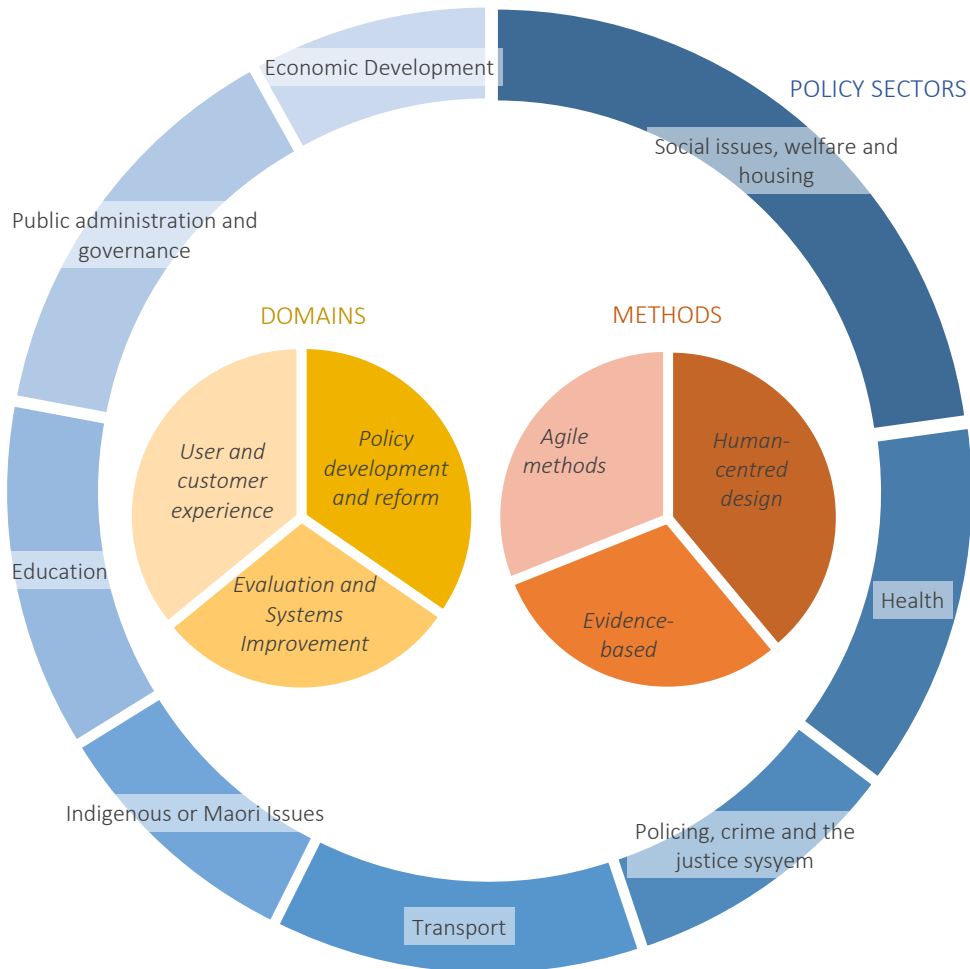 Economic Development
POLICY SECTORS
Social issues, welfare and
housing
Public administration and
governance
DOMAINS
METHODS
User and
customer
experience
Policy
development
and reform
Evaluation and
Systems
Improvement
Agile
methods
Human-
centred
design
Evidence-
based
Education
Health
Indigenous or Maori Issues
Policing, crime and the
justice sysyem
Transport